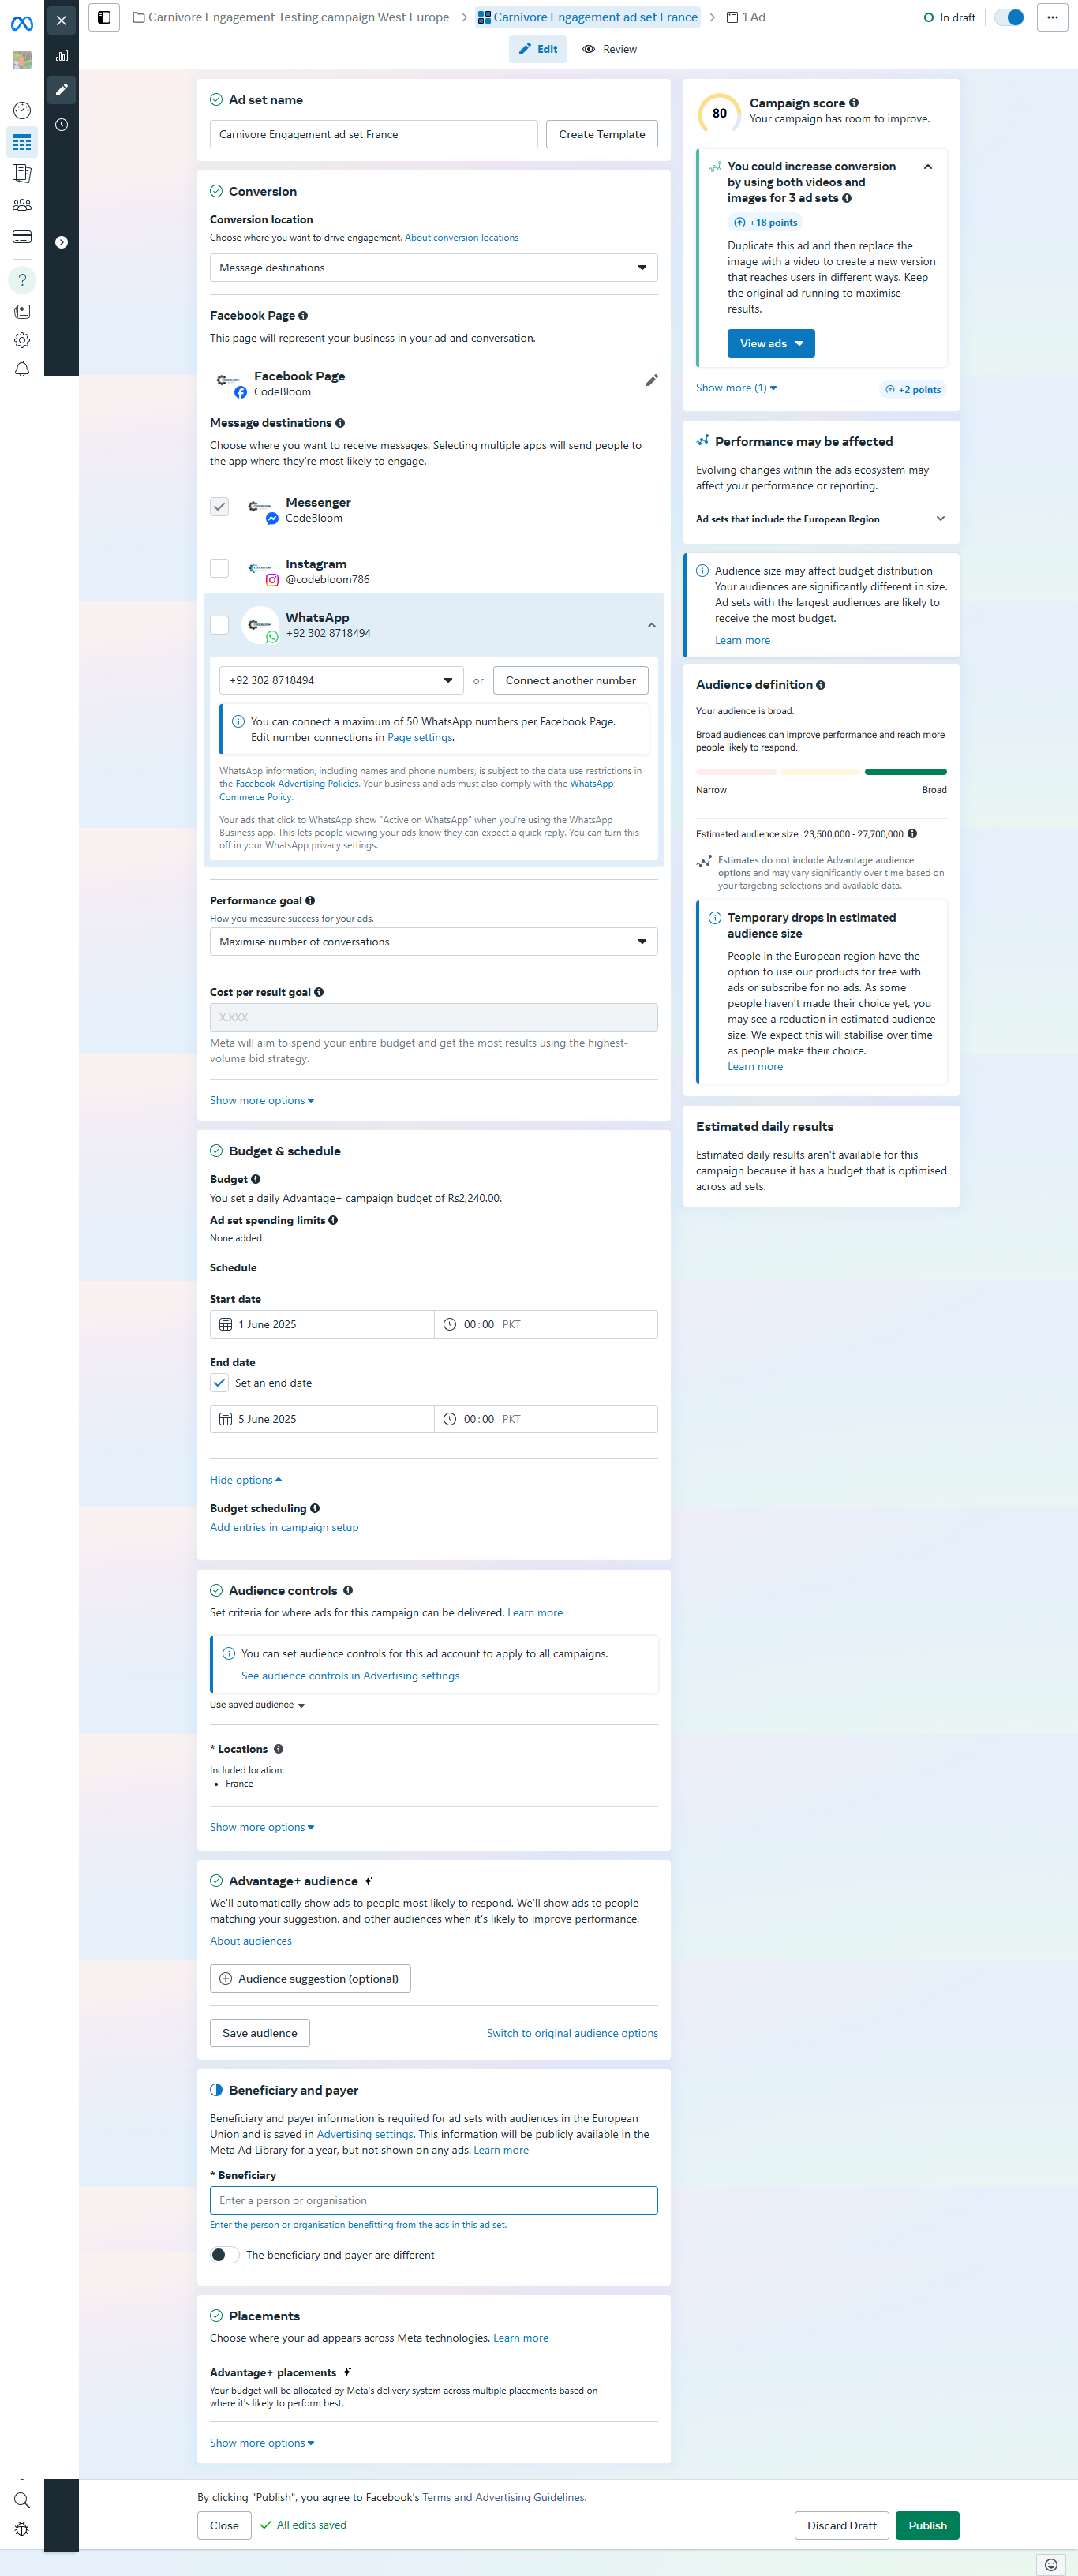 Carnivore Engagement Testing campaign West Europe
Carnivore Engagement ad set France
1 Ad
In draft
Edit
Review
Ad set name
Carnivore Engagement ad set France
Create Template
Conversion
Conversion location
Choose where you want to drive engagement. About conversion locations
Message destinations
Facebook Page
This page will represent your business in your ad and conversation.
Facebook Page
CodeBloom
Message destinations
Choose where you want to receive messages. Selecting multiple apps will send people to
the app where they're most likely to engage.
Messenger
CodeBloom
Instagram
@codebloom786
WhatsApp
+92 302 8718494
+92 302 8718494
or
Connect another number
You can connect a maximum of 50 WhatsApp numbers per Facebook Page.
Edit number connections in Page settings.
WhatsApp information, including names and phone numbers, is subject to the data use restrictions in
the Facebook Advertising Policies. Your business and ads must also comply with the WhatsApp
Commerce Policy.
Your ads that click to WhatsApp show "Active on WhatsApp" when you're using the WhatsApp
Business app. This lets people viewing your ads know they can expect a quick reply. You can turn this
off in your WhatsApp privacy settings.
Performance goal
How you measure success for your ads.
Maximise number of conversations
Cost per result goal
X.XXX
Meta will aim to spend your entire budget and get the most results using the highest-
volume bid strategy.
Show more options
Budget & schedule
Budget
You set a daily Advantage+ campaign budget of Rs2,240.00.
Ad set spending limits
None added
Schedule
Start date
1 June 2025
00:00 PKT
End date
Set an end date
5 June 2025
00:00 PKT
Hide options
Budget scheduling
Add entries in campaign setup
Audience controls
Set criteria for where ads for this campaign can be delivered. Learn more
You can set audience controls for this ad account to apply to all campaigns.
See audience controls in Advertising settings
Use saved audience
* Locations
Included location:
• France
Show more options
Advantage+ audience
We'll automatically show ads to people most likely to respond. We'll show ads to people
matching your suggestion, and other audiences when it's likely to improve performance.
About audiences
Audience suggestion (optional)
Save audience
Switch to original audience options
Beneficiary and payer
Beneficiary and payer information is required for ad sets with audiences in the European
Union and is saved in Advertising settings. This information will be publicly available in the
Meta Ad Library for a year, but not shown on any ads. Learn more
* Beneficiary
Enter a person or organisation
Enter the person or organisation benefitting from the ads in this ad set.
The beneficiary and payer are different
Placements
Choose where your ad appears across Meta technologies. Learn more
Advantage+ placements
Your budget will be allocated by Meta's delivery system across multiple placements based on
where it's likely to perform best.
Show more options
80
Campaign score
Your campaign has room to improve.
You could increase conversion
by using both videos and
images for 3 ad sets
+18 points
Duplicate this ad and then replace the
image with a video to create a new version
that reaches users in different ways. Keep
the original ad running to maximise
results.
View ads
Show more (1)
+2 points
Performance may be affected
Evolving changes within the ads ecosystem may
affect your performance or reporting.
Ad sets that include the European Region
Audience size may affect budget distribution
Your audiences are significantly different in size.
Ad sets with the largest audiences are likely to
receive the most budget.
Learn more
Audience definition
Your audience is broad.
Broad audiences can improve performance and reach more
people likely to respond.
Narrow
Broad
Estimated audience size: 23,500,000 - 27,700,000
Estimates do not include Advantage audience
options and may vary significantly over time based on
your targeting selections and available data.
Temporary drops in estimated
audience size
People in the European region have the
option to use our products for free with
ads or subscribe for no ads. As some
people haven't made their choice yet, you
may see a reduction in estimated audience
size. We expect this will stabilise over time
as people make their choice.
Learn more
Estimated daily results
Estimated daily results aren't available for this
campaign because it has a budget that is optimised
across ad sets.
By clicking "Publish", you agree to Facebook's Terms and Advertising Guidelines.
Close
All edits saved
Discard Draft
Publish